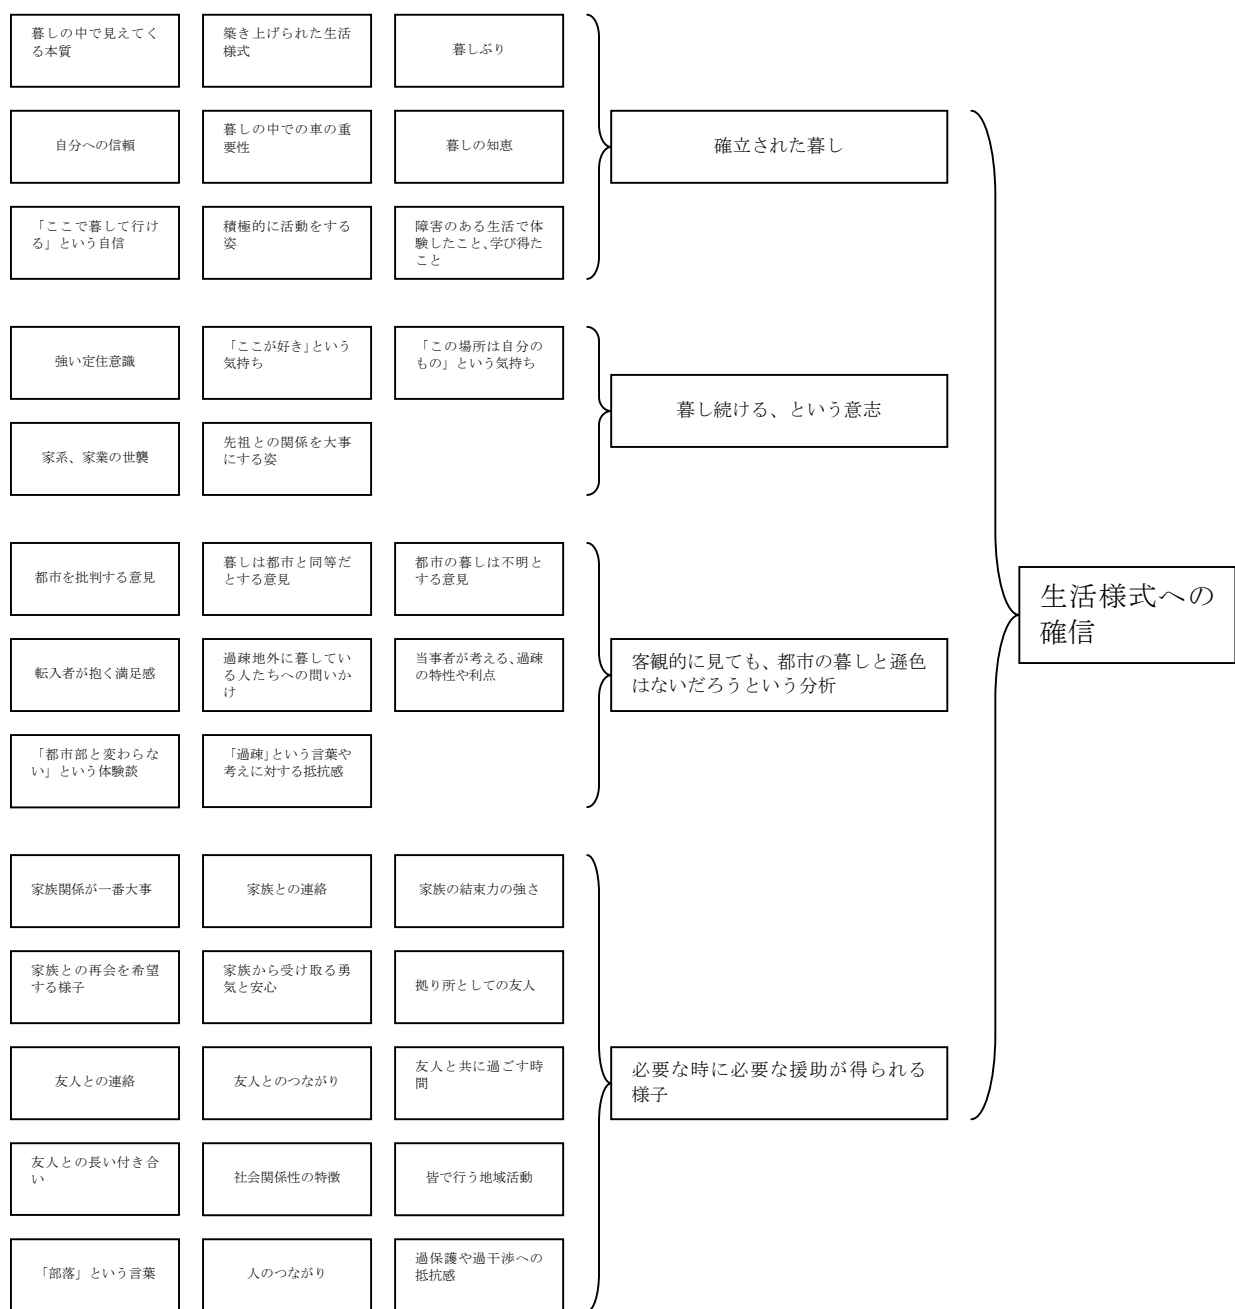 暮しの中で見えてく
る本質
築き上げられた生活
様式
暮しぶり
自分への信頼
暮しの中での車の重
要性
暮しの知恵
「ここで暮して行け
る」という自信
積極的に活動をする
姿
障害のある生活で体
験したこと、学び得た
こと
確立された暮し
強い定住意識
「ここが好き」という
気持ち
「この場所は自分の
もの」という気持ち
家系、家業の世襲
先祖との関係を大事
にする姿
暮し続ける、という意志
都市を批判する意見
暮しは都市と同等だ
とする意見
都市の暮しは不明と
する意見
転入者が抱く満足感
過疎地外に暮してい
る人たちへの問いか
け
当事者が考える、過疎
の特性や利点
「都市部と変わらな
い」という体験談
「過疎」という言葉や
考えに対する抵抗感
客観的に見ても、都市の暮しと遜色
はないだろうという分析
家族関係が一番大事
家族との連絡
家族の結束力の強さ
家族との再会を希望
する様子
家族から受け取る勇
気と安心
拠り所としての友人
友人との連絡
友人とのつながり
友人と共に過ごす時
間
友人との長い付き合
い
社会関係性の特徴
皆で行う地域活動
「部落」という言葉
人のつながり
過保護や過干渉への
抵抗感
必要な時に必要な援助が得られる
様子
生活様式への
確信